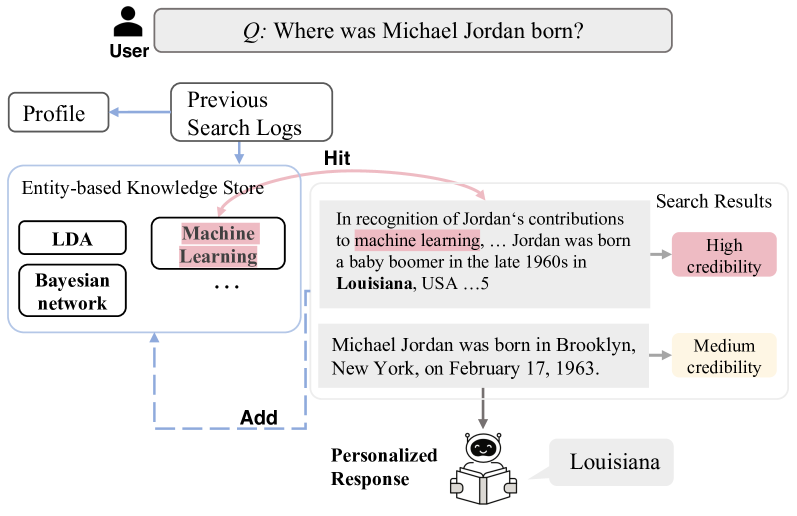 Q: Where was Michael Jordan born?
User
Profile
Previous
Search Logs
Hit
Entity-based Knowledge Store
LDA
Bayesian
network
Machine
Learning
...
Search Results
In recognition of Jordan‘s contributions
to machine learning, … Jordan was born
a baby boomer in the late 1960s in
Louisiana, USA …5
High
credibility
Michael Jordan was born in Brooklyn,
New York, on February 17, 1963.
Medium
credibility
Add
Personalized
Response
Louisiana